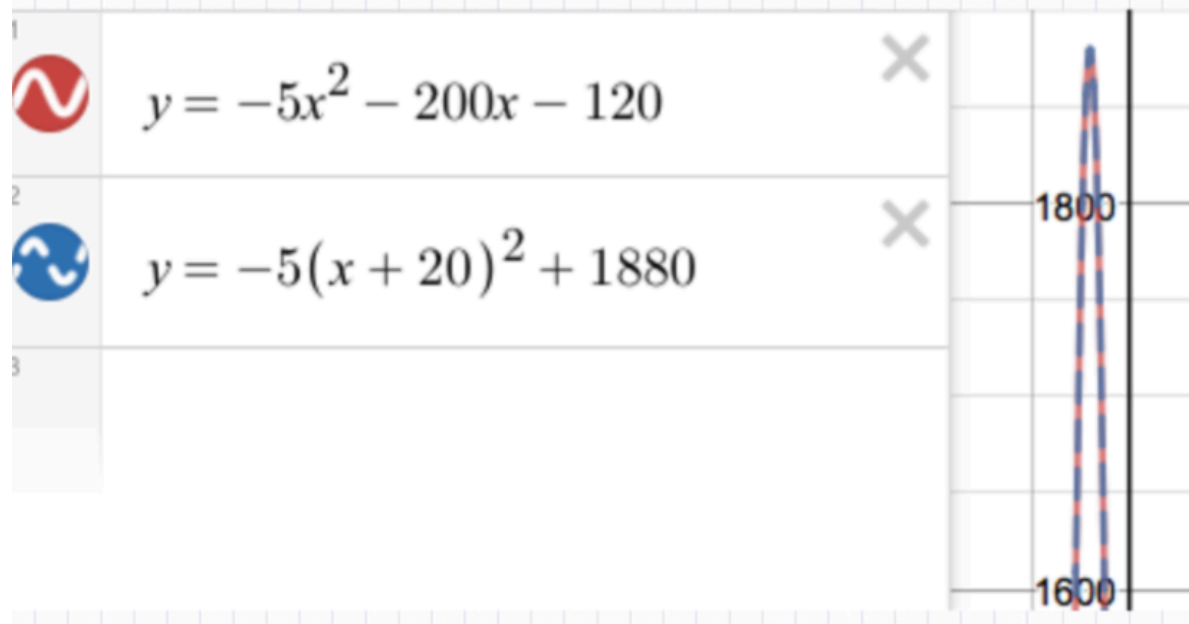 1
y = −5x² − 200x − 120
2
y = −5(x + 20)² + 1880
3
1800
1600